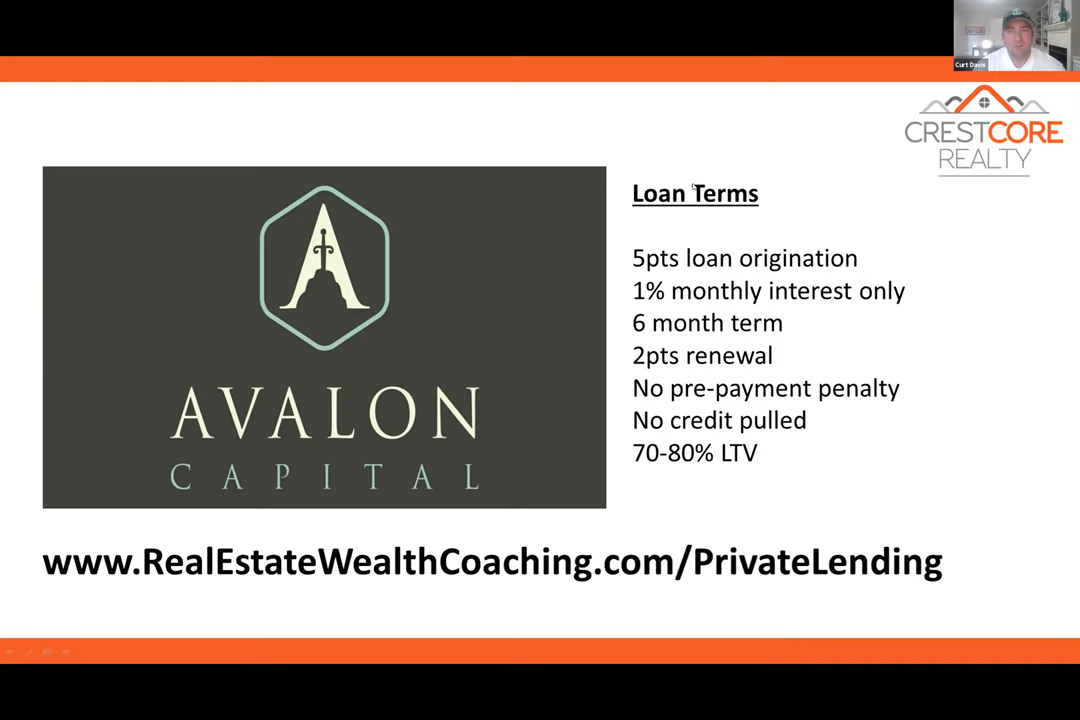 Curt Davis
CRESTCORE
REALTY
A
AVALON
CAPITAL
Loan Terms
5pts loan origination
1% monthly interest only
6 month term
2pts renewal
No pre-payment penalty
No credit pulled
70-80% LTV
www.RealEstateWealthCoaching.com/PrivateLending